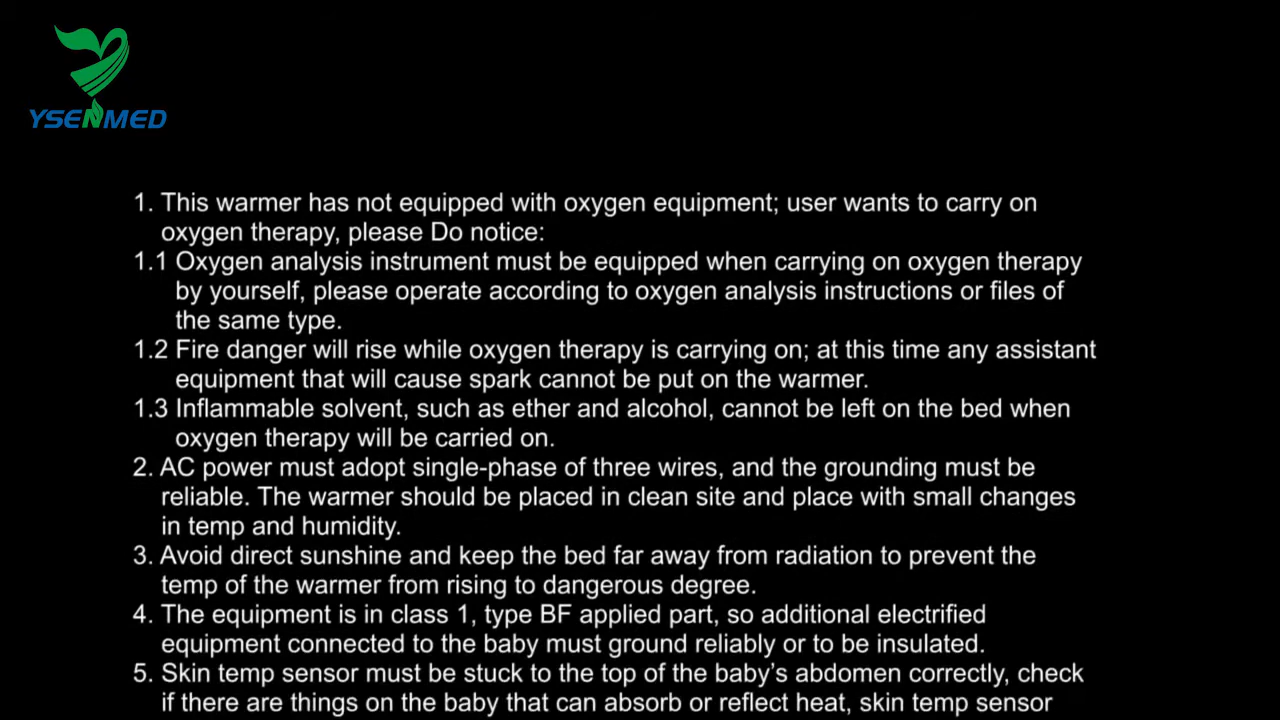 YSENMED
1. This warmer has not equipped with oxygen equipment; user wants to carry on
oxygen therapy, please Do notice:
1.1 Oxygen analysis instrument must be equipped when carrying on oxygen therapy
by yourself, please operate according to oxygen analysis instructions or files of
the same type.
1.2 Fire danger will rise while oxygen therapy is carrying on; at this time any assistant
equipment that will cause spark cannot be put on the warmer.
1.3 Inflammable solvent, such as ether and alcohol, cannot be left on the bed when
oxygen therapy will be carried on.
2. AC power must adopt single-phase of three wires, and the grounding must be
reliable. The warmer should be placed in clean site and place with small changes
in temp and humidity.
3. Avoid direct sunshine and keep the bed far away from radiation to prevent the
temp of the warmer from rising to dangerous degree.
4. The equipment is in class 1, type BF applied part, so additional electrified
equipment connected to the baby must ground reliably or to be insulated.
5. Skin temp sensor must be stuck to the top of the baby's abdomen correctly, check
if there are things on the baby that can absorb or reflect heat, skin temp sensor